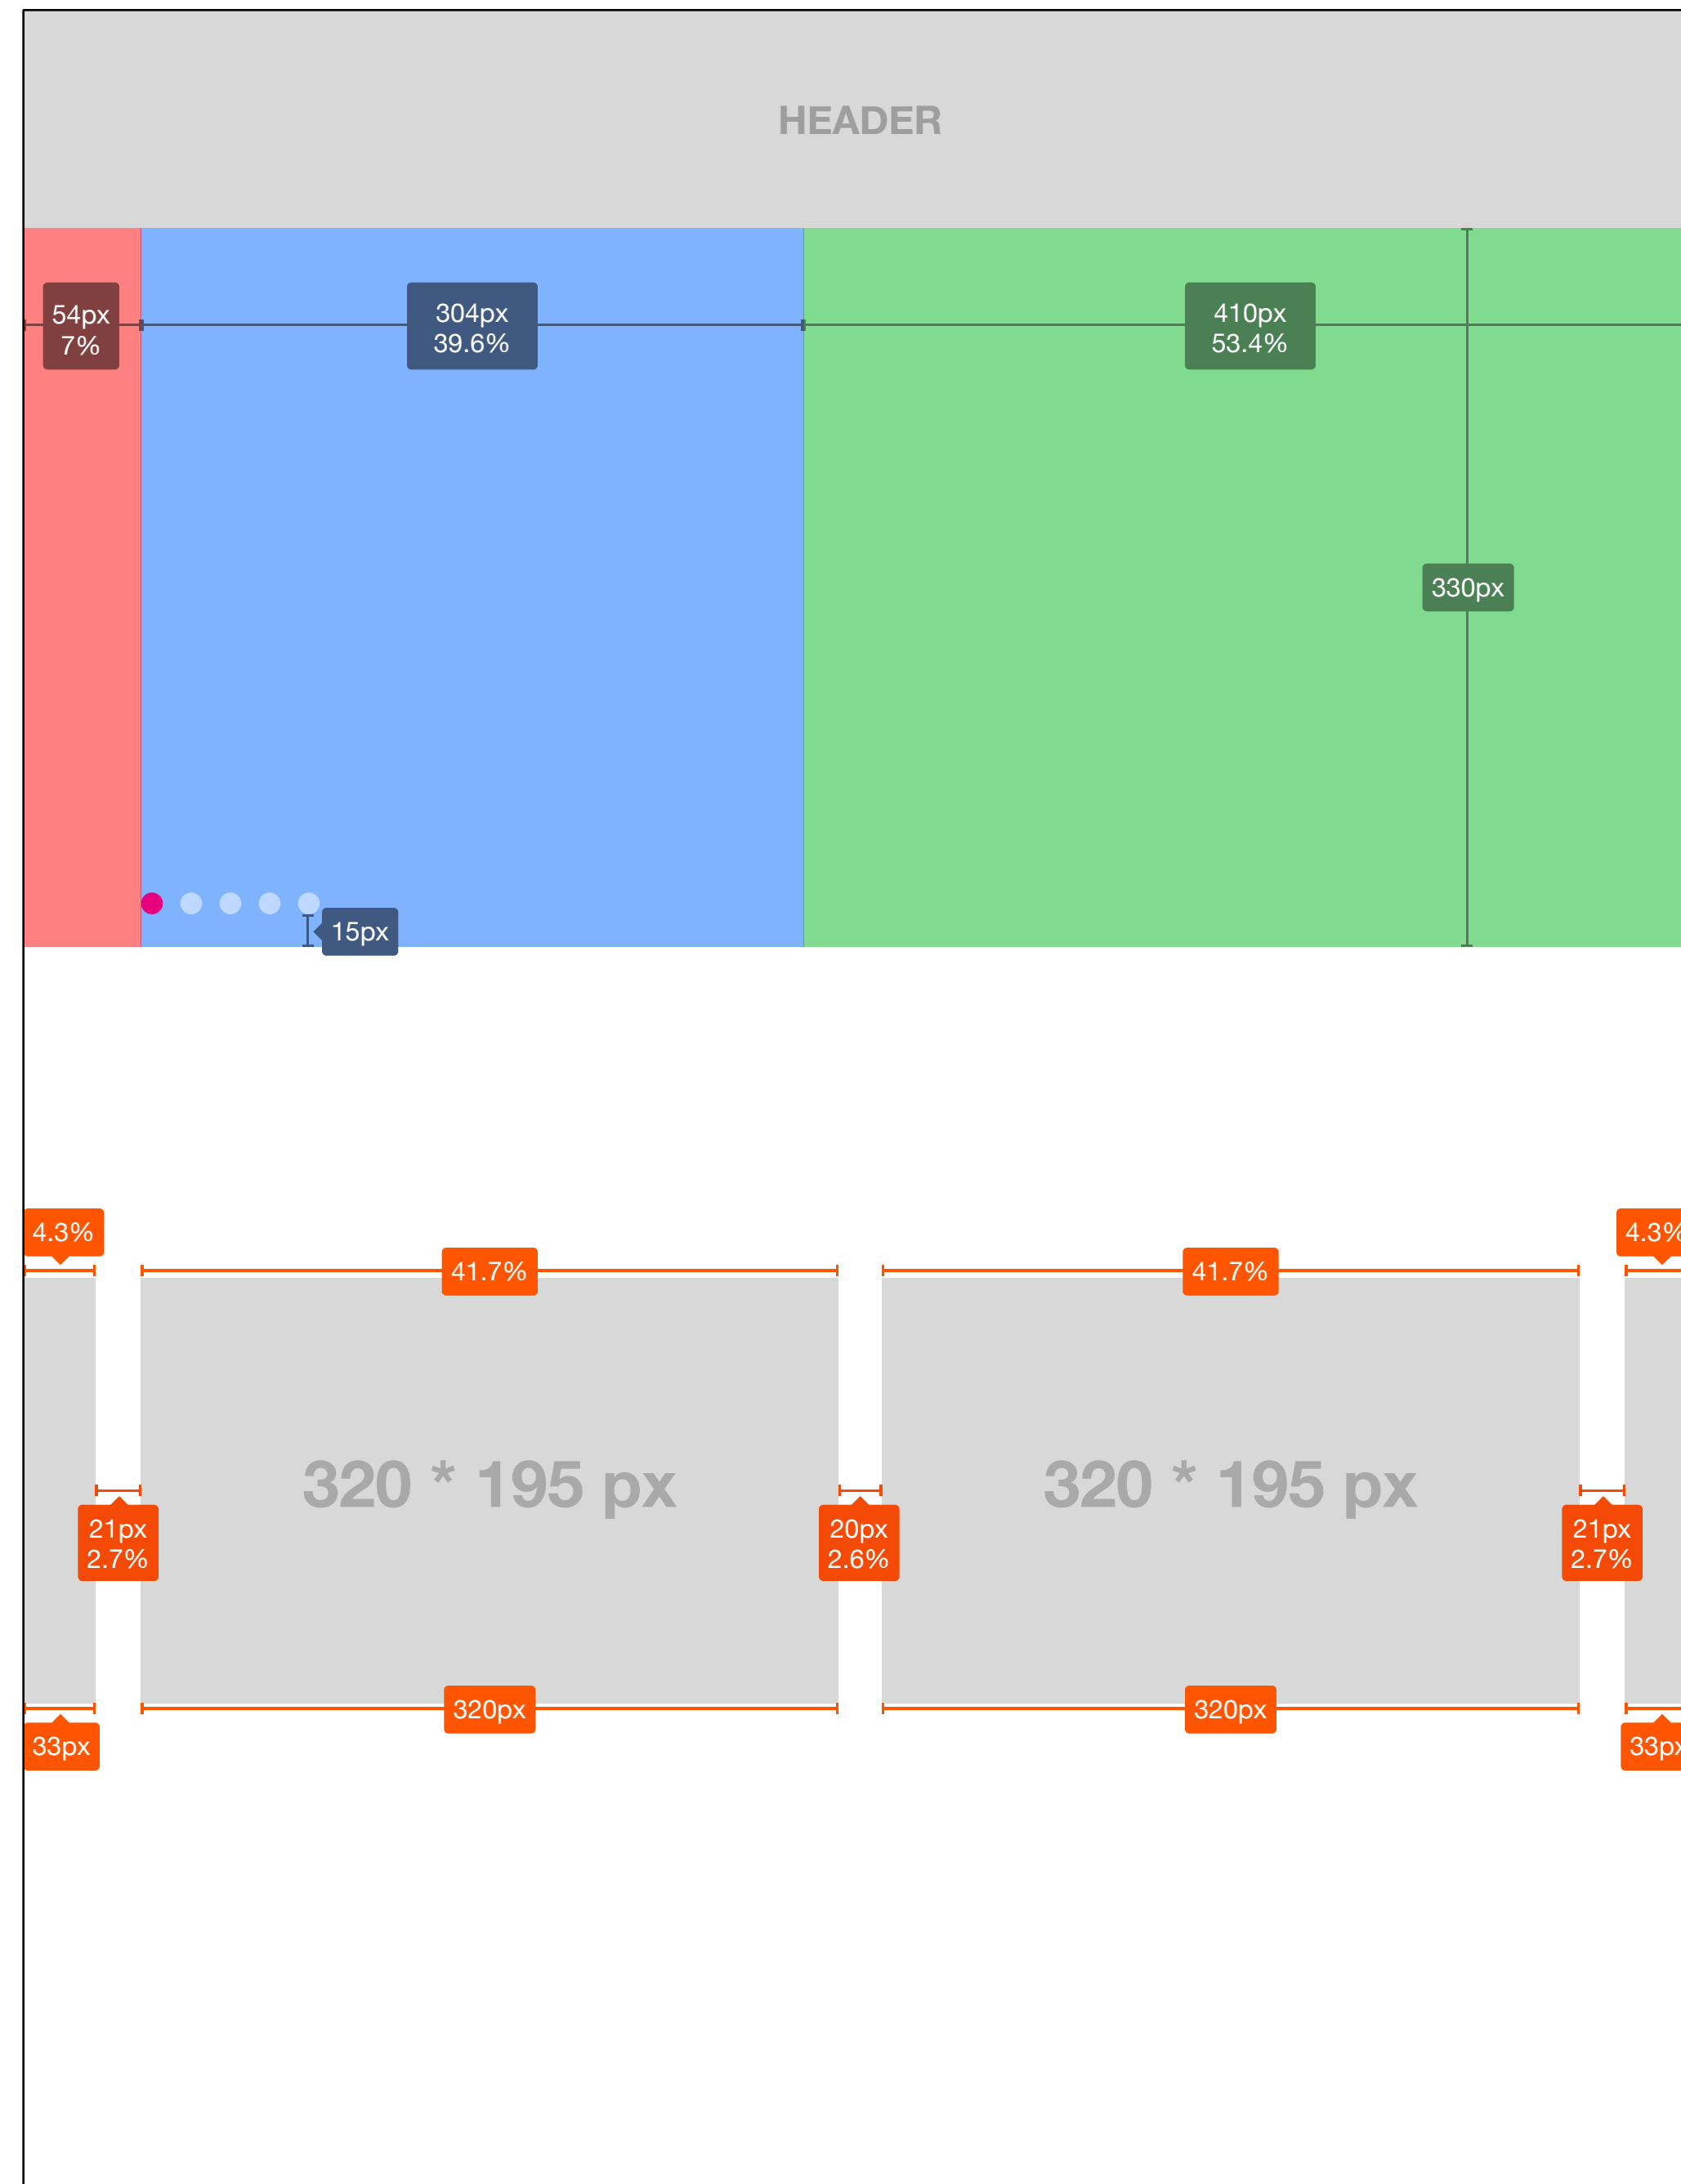 HEADER
54px
7%
304px
39.6%
410px
53.4%
330px
15px
4.3%
41.7%
41.7%
4.3%
320 * 195 px
320 * 195 px
21px
2.7%
20px
2.6%
21px
2.7%
320px
320px
33px
33px